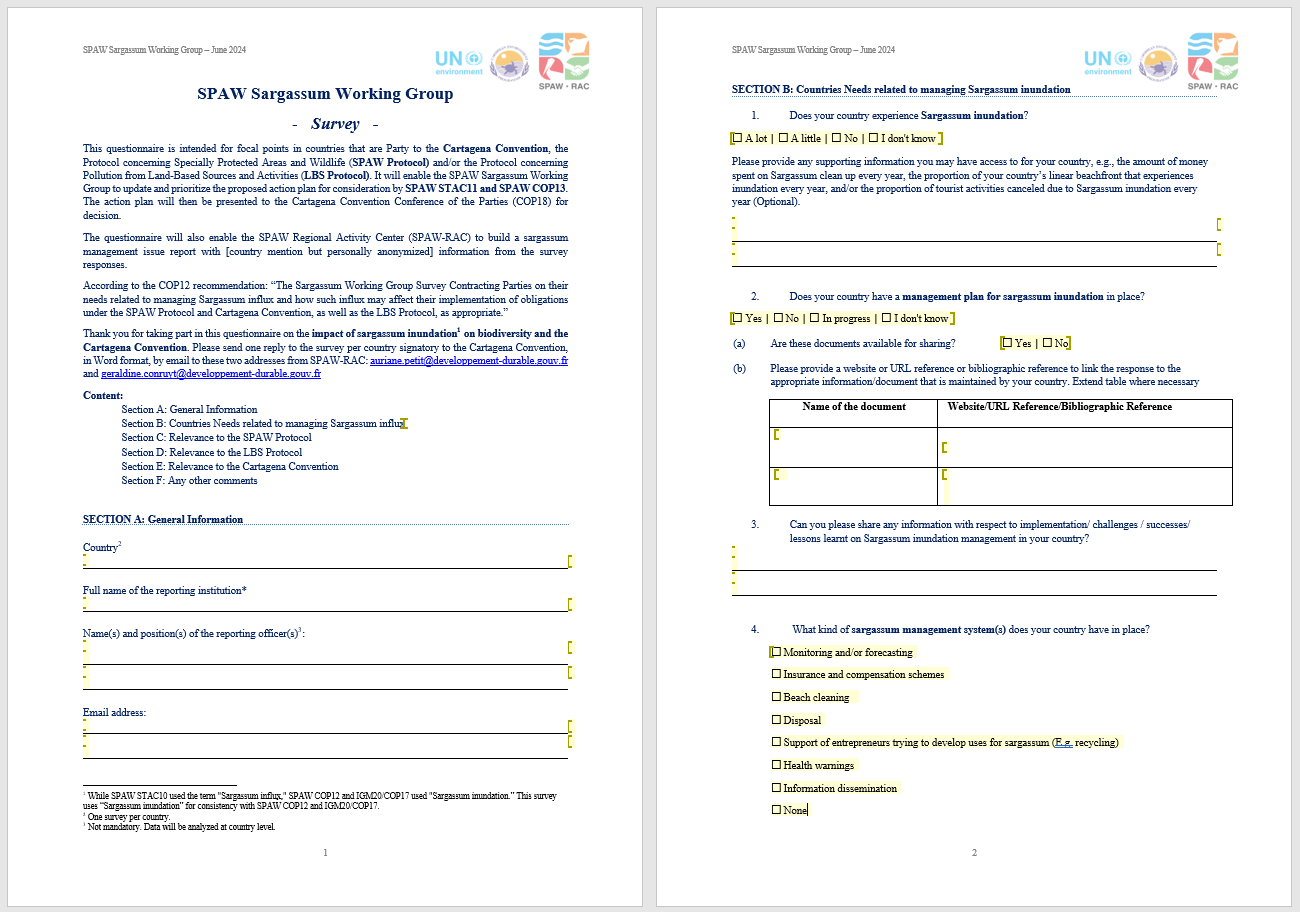 SPAW Sargassum Working Group – June 2024
UN
environment
SPAW • RAC
SPAW Sargassum Working Group
- Survey -
This questionnaire is intended for focal points in countries that are Party to the Cartagena Convention, the
Protocol concerning Specially Protected Areas and Wildlife (SPAW Protocol) and/or the Protocol concerning
Pollution from Land-Based Sources and Activities (LBS Protocol). It will enable the SPAW Sargassum Working
Group to update and prioritize the proposed action plan for consideration by SPAW STAC11 and SPAW COP13.
The action plan will then be presented to the Cartagena Convention Conference of the Parties (COP18) for
decision.
The questionnaire will also enable the SPAW Regional Activity Center (SPAW-RAC) to build a sargassum
management issue report with [country mention but personally anonymized] information from the survey
responses.
According to the COP12 recommendation: “The Sargassum Working Group Survey Contracting Parties on their
needs related to managing Sargassum influx and how such influx may affect their implementation of obligations
under the SPAW Protocol and Cartagena Convention, as well as the LBS Protocol, as appropriate.”
Thank you for taking part in this questionnaire on the impact of sargassum inundation¹ on biodiversity and the
Cartagena Convention. Please send one reply to the survey per country signatory to the Cartagena Convention,
in Word format, by email to these two addresses from SPAW-RAC: auriane.petit@developpement-durable.gouv.fr
and geraldine.conruyt@developpement-durable.gouv.fr
Content:
Section A: General Information
Section B: Countries Needs related to managing Sargassum influx
Section C: Relevance to the SPAW Protocol
Section D: Relevance to the LBS Protocol
Section E: Relevance to the Cartagena Convention
Section F: Any other comments
SECTION A: General Information
Country²
Full name of the reporting institution*
Name(s) and position(s) of the reporting officer(s)³:
Email address:
¹ While SPAW STAC10 used the term "Sargassum influx," SPAW COP12 and IGM20/COP17 used "Sargassum inundation." This survey
uses “Sargassum inundation” for consistency with SPAW COP12 and IGM20/COP17.
² One survey per country.
³ Not mandatory. Data will be analyzed at country level.
1
SPAW Sargassum Working Group – June 2024
UN
environment
SPAW • RAC
SECTION B: Countries Needs related to managing Sargassum inundation
1. Does your country experience Sargassum inundation?
☐ A lot | ☐ A little | ☐ No | ☐ I don't know
Please provide any supporting information you may have access to for your country, e.g., the amount of money
spent on Sargassum clean up every year, the proportion of your country’s linear beachfront that experiences
inundation every year, and/or the proportion of tourist activities canceled due to Sargassum inundation every
year (Optional).
2. Does your country have a management plan for sargassum inundation in place?
☐ Yes | ☐ No | ☐ In progress | ☐ I don't know
(a) Are these documents available for sharing? ☐ Yes | ☐ No
(b) Please provide a website or URL reference or bibliographic reference to link the response to the
appropriate information/document that is maintained by your country. Extend table where necessary
Name of the document Website/URL Reference/Bibliographic Reference
3. Can you please share any information with respect to implementation/ challenges / successes/
lessons learnt on Sargassum inundation management in your country?
4. What kind of sargassum management system(s) does your country have in place?
☐ Monitoring and/or forecasting
☐ Insurance and compensation schemes
☐ Beach cleaning
☐ Disposal
☐ Support of entrepreneurs trying to develop uses for sargassum (E.g. recycling)
☐ Health warnings
☐ Information dissemination
☐ None
2